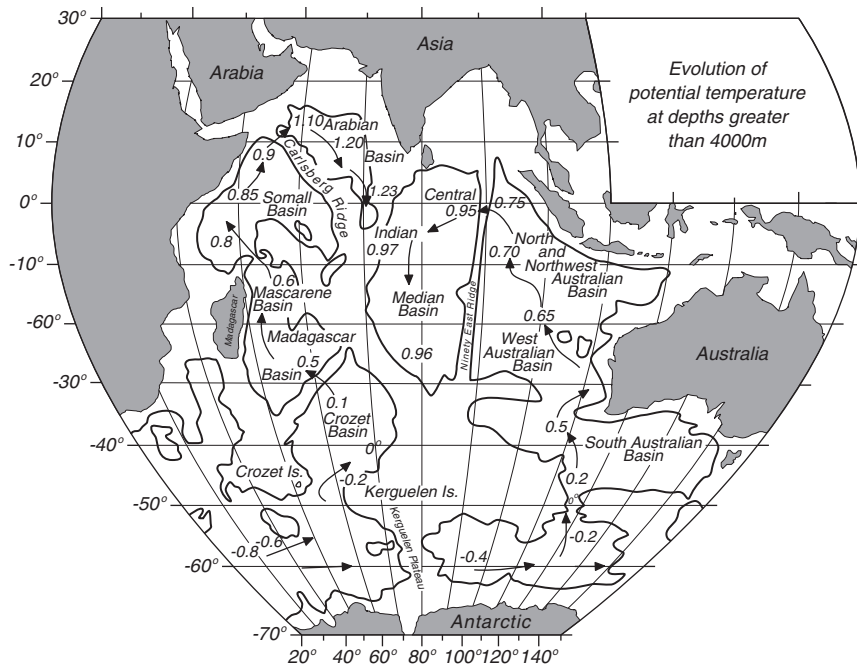 30°
20°
10°
0°
-10°
-60°
-30°
-40°
-50°
-60°
-70°
Asia
Arabia
Evolution of
potential temperature
at depths greater
than 4000m
1.10
Arabian
1.20
Basin
0.9
Carlsberg Ridge
1.23
0.85
Somall
Basin
0.8
Central
0.95
0.75
Indian
0.97
North
and
Northwest
Australian
Basin
0.70
0.6
Mascarene
Basin
Median
Basin
Ninety East Ridge
0.65
Madagascar
Madagascar
Basin
0.5
0.96
West
Australian
Basin
Australia
0.1
Crozet
Basin
0°
0.5
South Australian
Basin
Crozet Is.
-0.2
Kerguelen Is.
0.2
0°
Kerguelen Plateau
-0.2
-0.6
-0.8
-0.4
Antarctic
20° 40° 60° 80° 100° 120° 140°